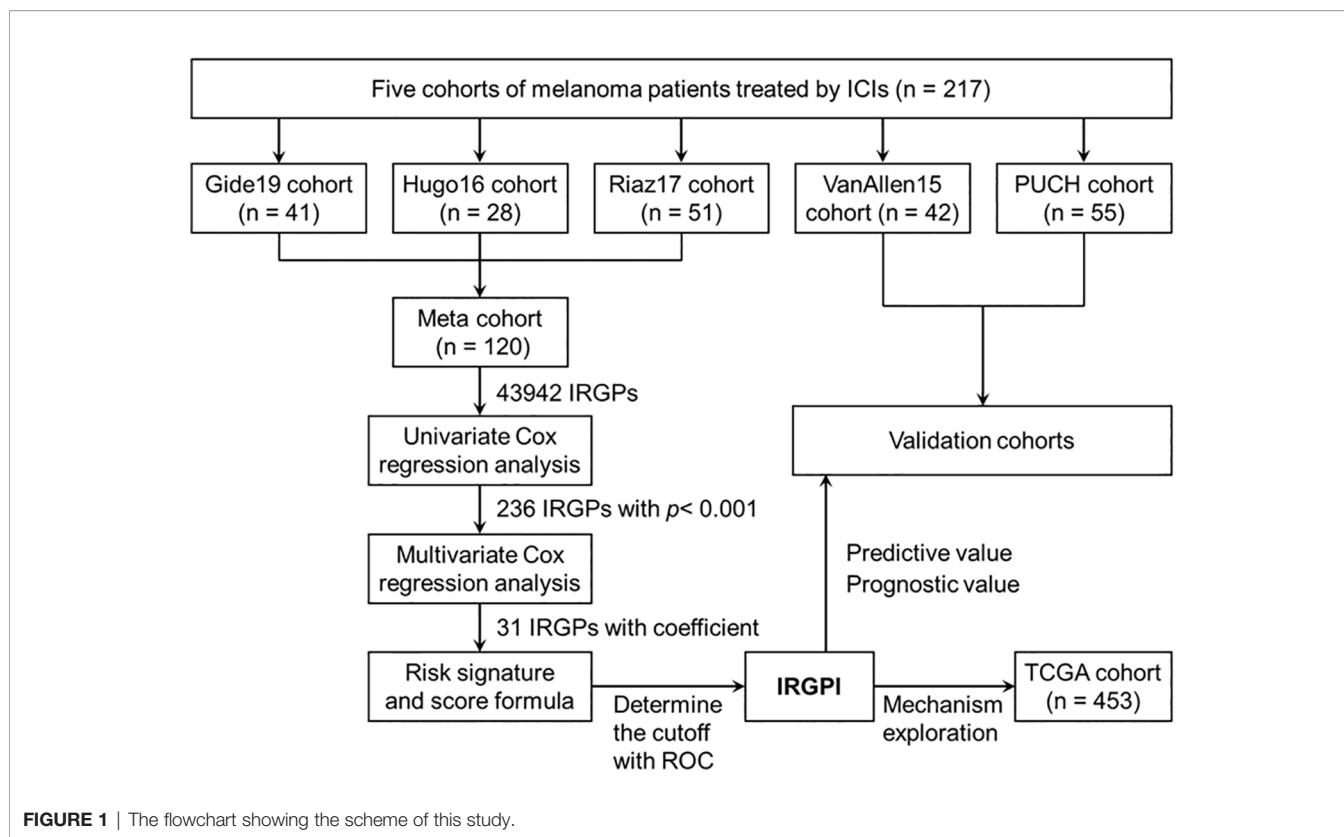 Five cohorts of melanoma patients treated by ICIs (n = 217)
Gide19 cohort
(n = 41)
Hugo16 cohort
(n = 28)
Riaz17 cohort
(n = 51)
VanAllen15
cohort (n = 42)
PUCH cohort
(n = 55)
Meta cohort
(n = 120)
43942 IRGPs
Univariate Cox
regression analysis
236 IRGPs with p< 0.001
Multivariate Cox
regression analysis
31 IRGPs with coefficient
Risk signature
and score formula
Determine
the cutoff
with ROC
IRGPI
Predictive value
Prognostic value
Validation cohorts
Mechanism
exploration
TCGA cohort
(n = 453)
FIGURE 1 | The flowchart showing the scheme of this study.